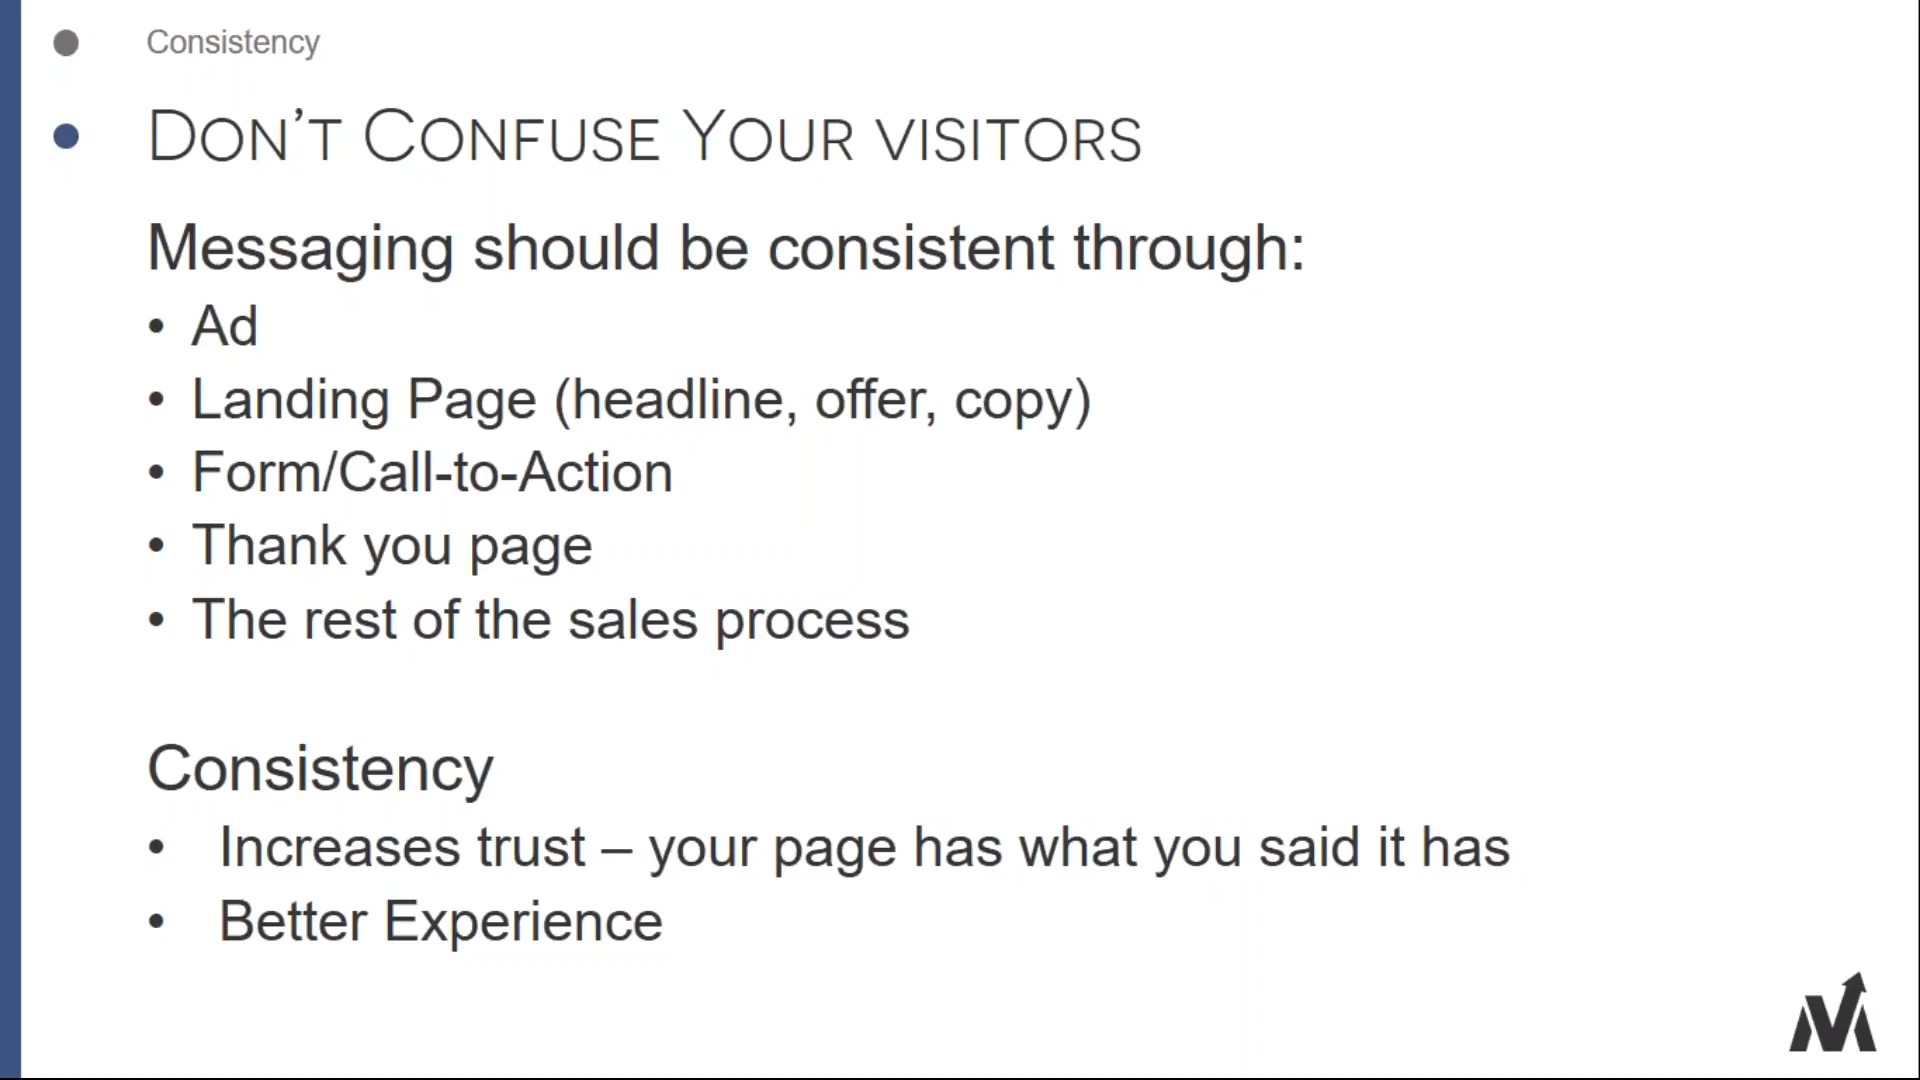 Consistency
Don't Confuse Your visitors
Messaging should be consistent through:
• Ad
• Landing Page (headline, offer, copy)
• Form/Call-to-Action
• Thank you page
• The rest of the sales process
Consistency
• Increases trust – your page has what you said it has
• Better Experience